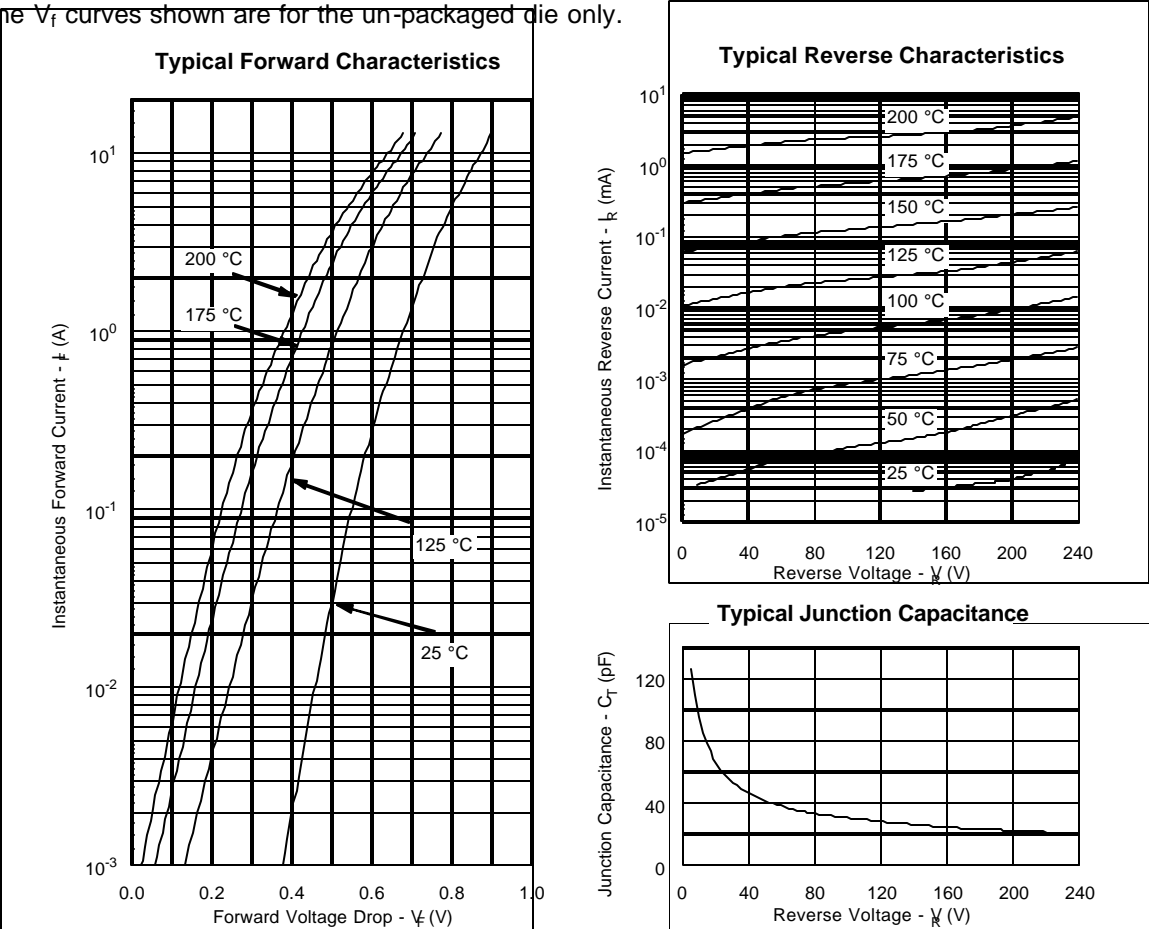 ne Vf curves shown are for the un-packaged die only.
Typical Forward Characteristics
Instantaneous Forward Current - IF (A)
10^1
10^0
10^-1
10^-2
10^-3
200 °C
175 °C
125 °C
25 °C
0.0 0.2 0.4 0.6 0.8 1.0
Forward Voltage Drop - VF (V)
Typical Reverse Characteristics
Instantaneous Reverse Current - IR (mA)
10^1
10^0
10^-1
10^-2
10^-3
10^-4
10^-5
200 °C
175 °C
150 °C
125 °C
100 °C
75 °C
50 °C
25 °C
0 40 80 120 160 200 240
Reverse Voltage - VR (V)
Typical Junction Capacitance
Junction Capacitance - CT (pF)
120
80
40
0
0 40 80 120 160 200 240
Reverse Voltage - VR (V)